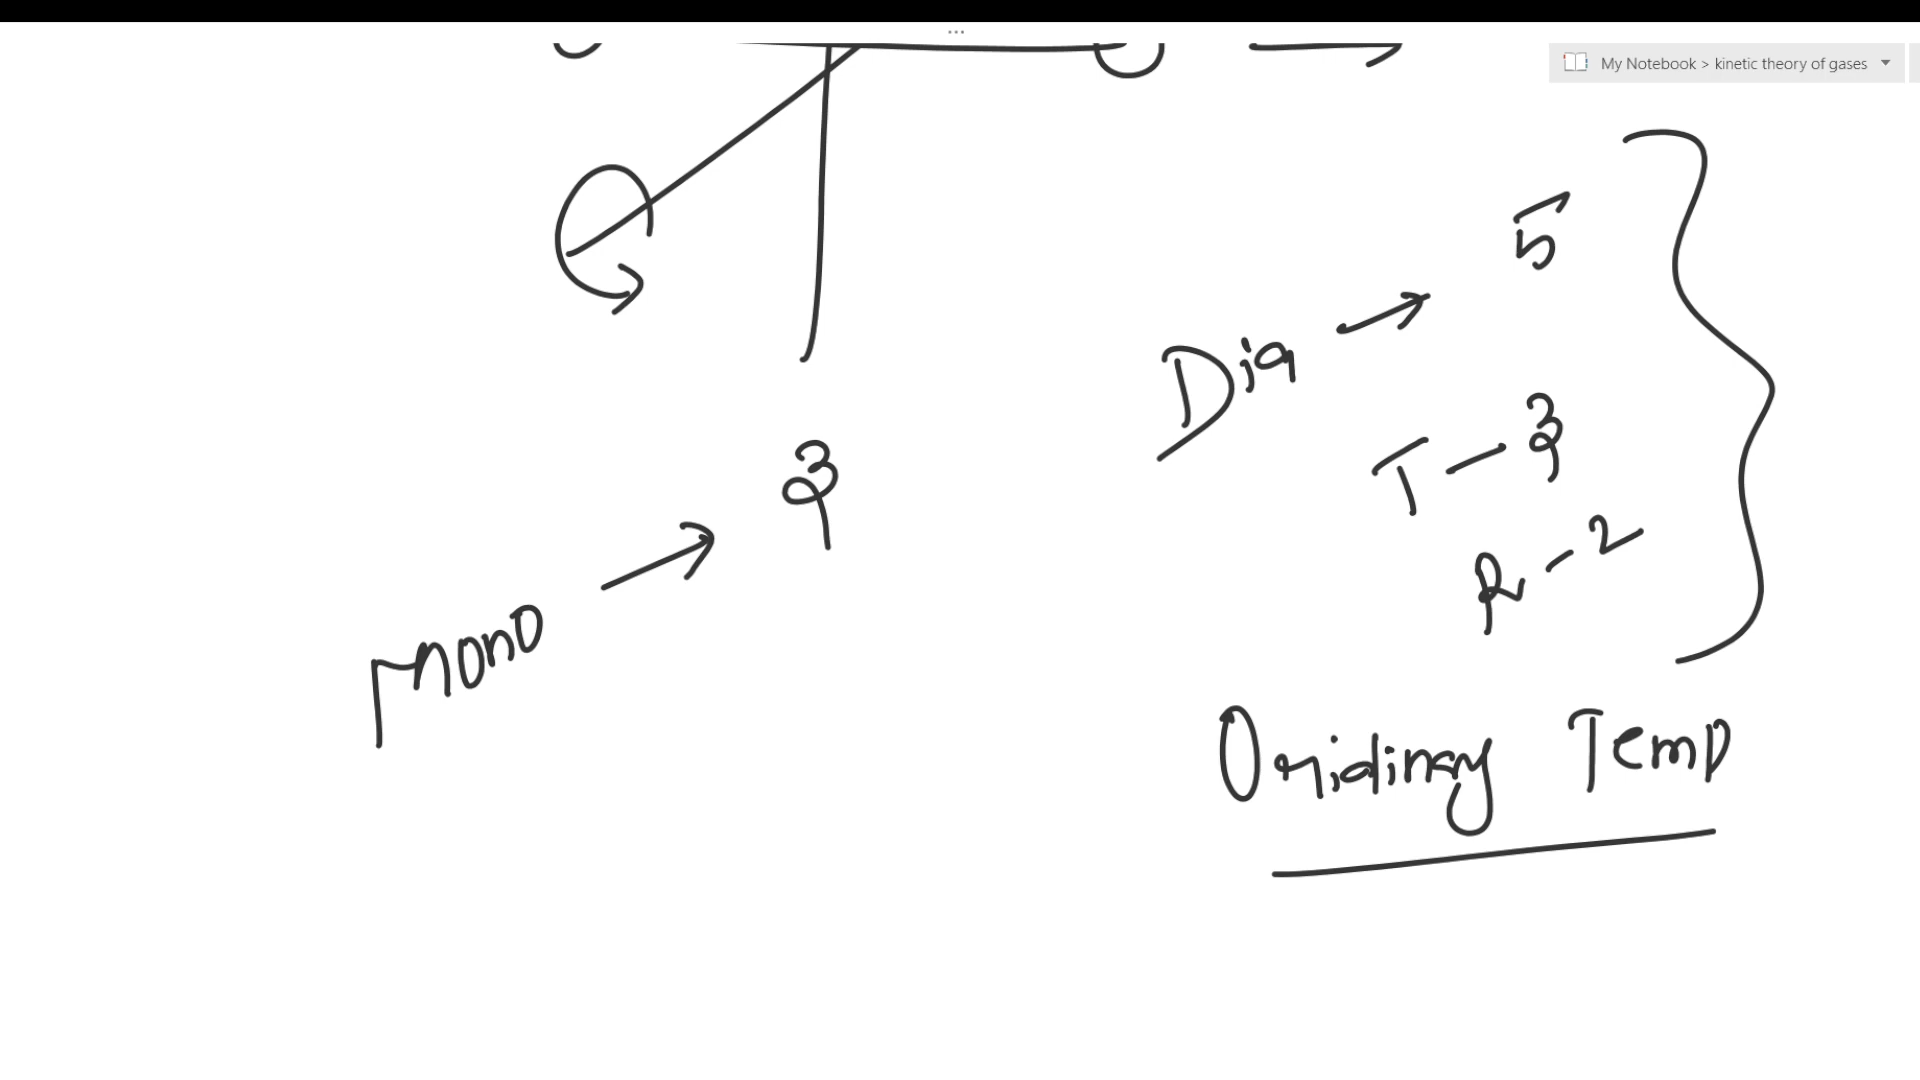 My Notebook > kinetic theory of gases
Dia → 5
T - 3
R - 2
Mono → 3
Oridinary Temp